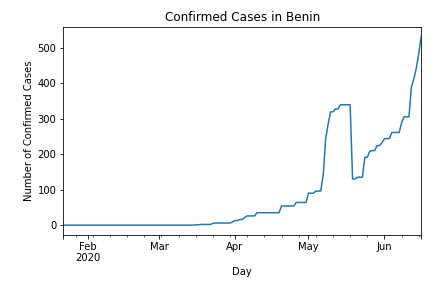 Confirmed Cases in Benin
Number of Confirmed Cases
500
400
300
200
100
0
Feb
2020
Mar
Apr
May
Jun
Day